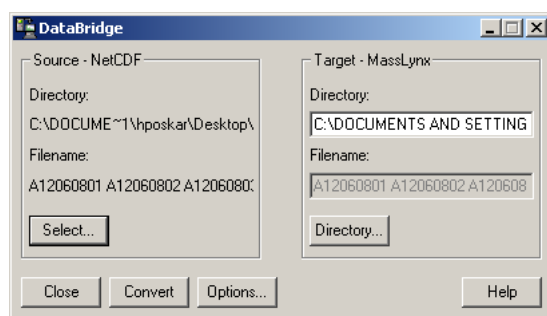 DataBridge
Source - NetCDF
Directory:
C:\DOCUME~1\hposkar\Desktop\
Filename:
A12060801 A12060802 A1206080
Select...
Target - MassLynx
Directory:
C:\DOCUMENTS AND SETTING
Filename:
A12060801 A12060802 A120608
Directory...
Close
Convert
Options...
Help